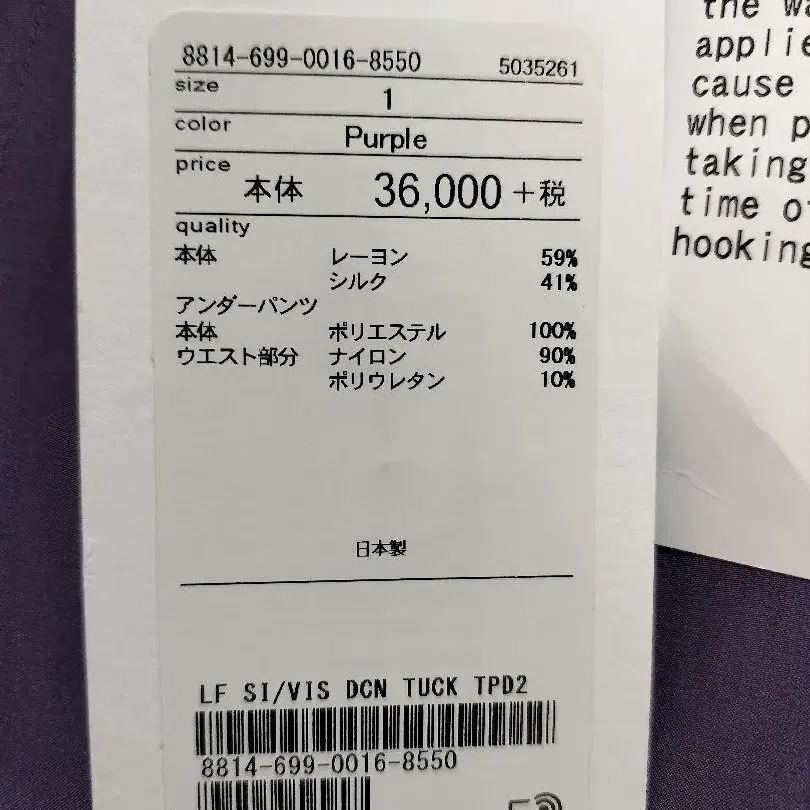 8814-699-0016-8550 5035261
size 1
color Purple
price 本体 36,000+税
quality
本体 レーヨン 59%
シルク 41%
アンダーパンツ
本体 ポリエステル 100%
ウエスト部分 ナイロン 90%
ポリウレタン 10%
日本製
LF SI/VIS DCN TUCK TPD2
8814-699-0016-8550
the
cause
when
taking
time
hooking